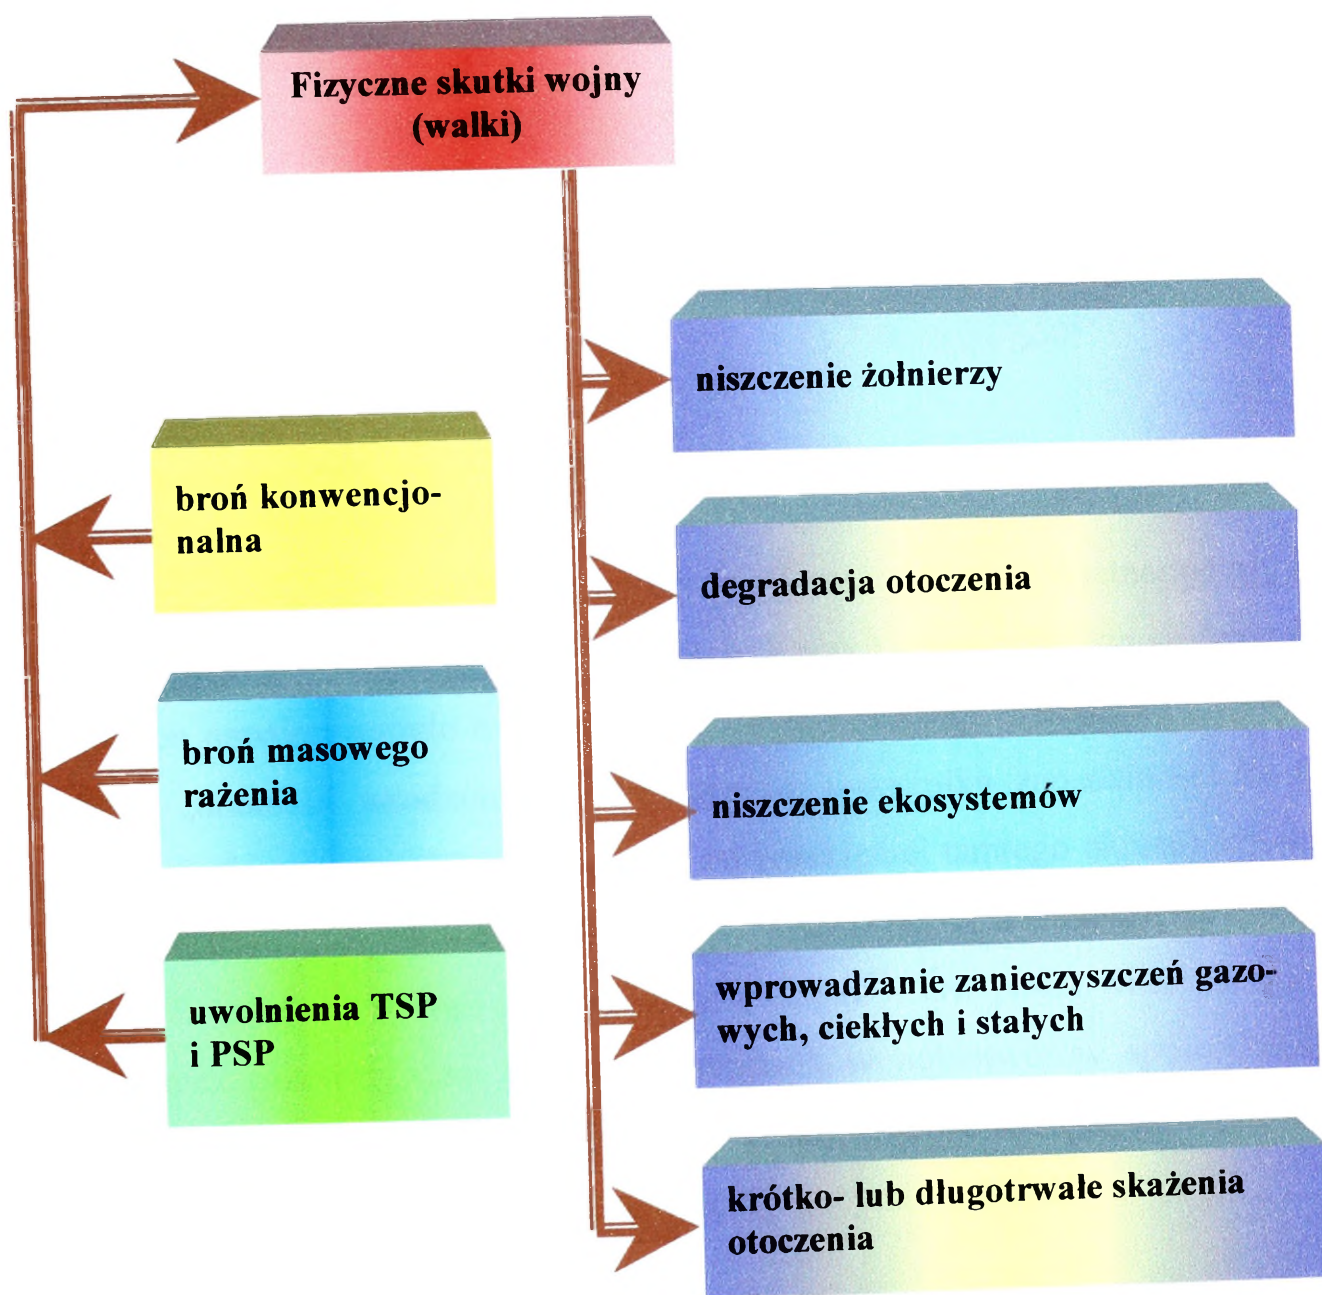 Fizyczne skutki wojny
(walki)
niszczenie żołnierzy
broń konwencjo-
nalna
degradacja otoczenia
broń masowego
rażenia
niszczenie ekosystemów
uwolnienia TSP
i PSP
wprowadzanie zanieczyszczeń gazo-
wych, ciekłych i stałych
krótko- lub długotrwałe skażenia
otoczenia